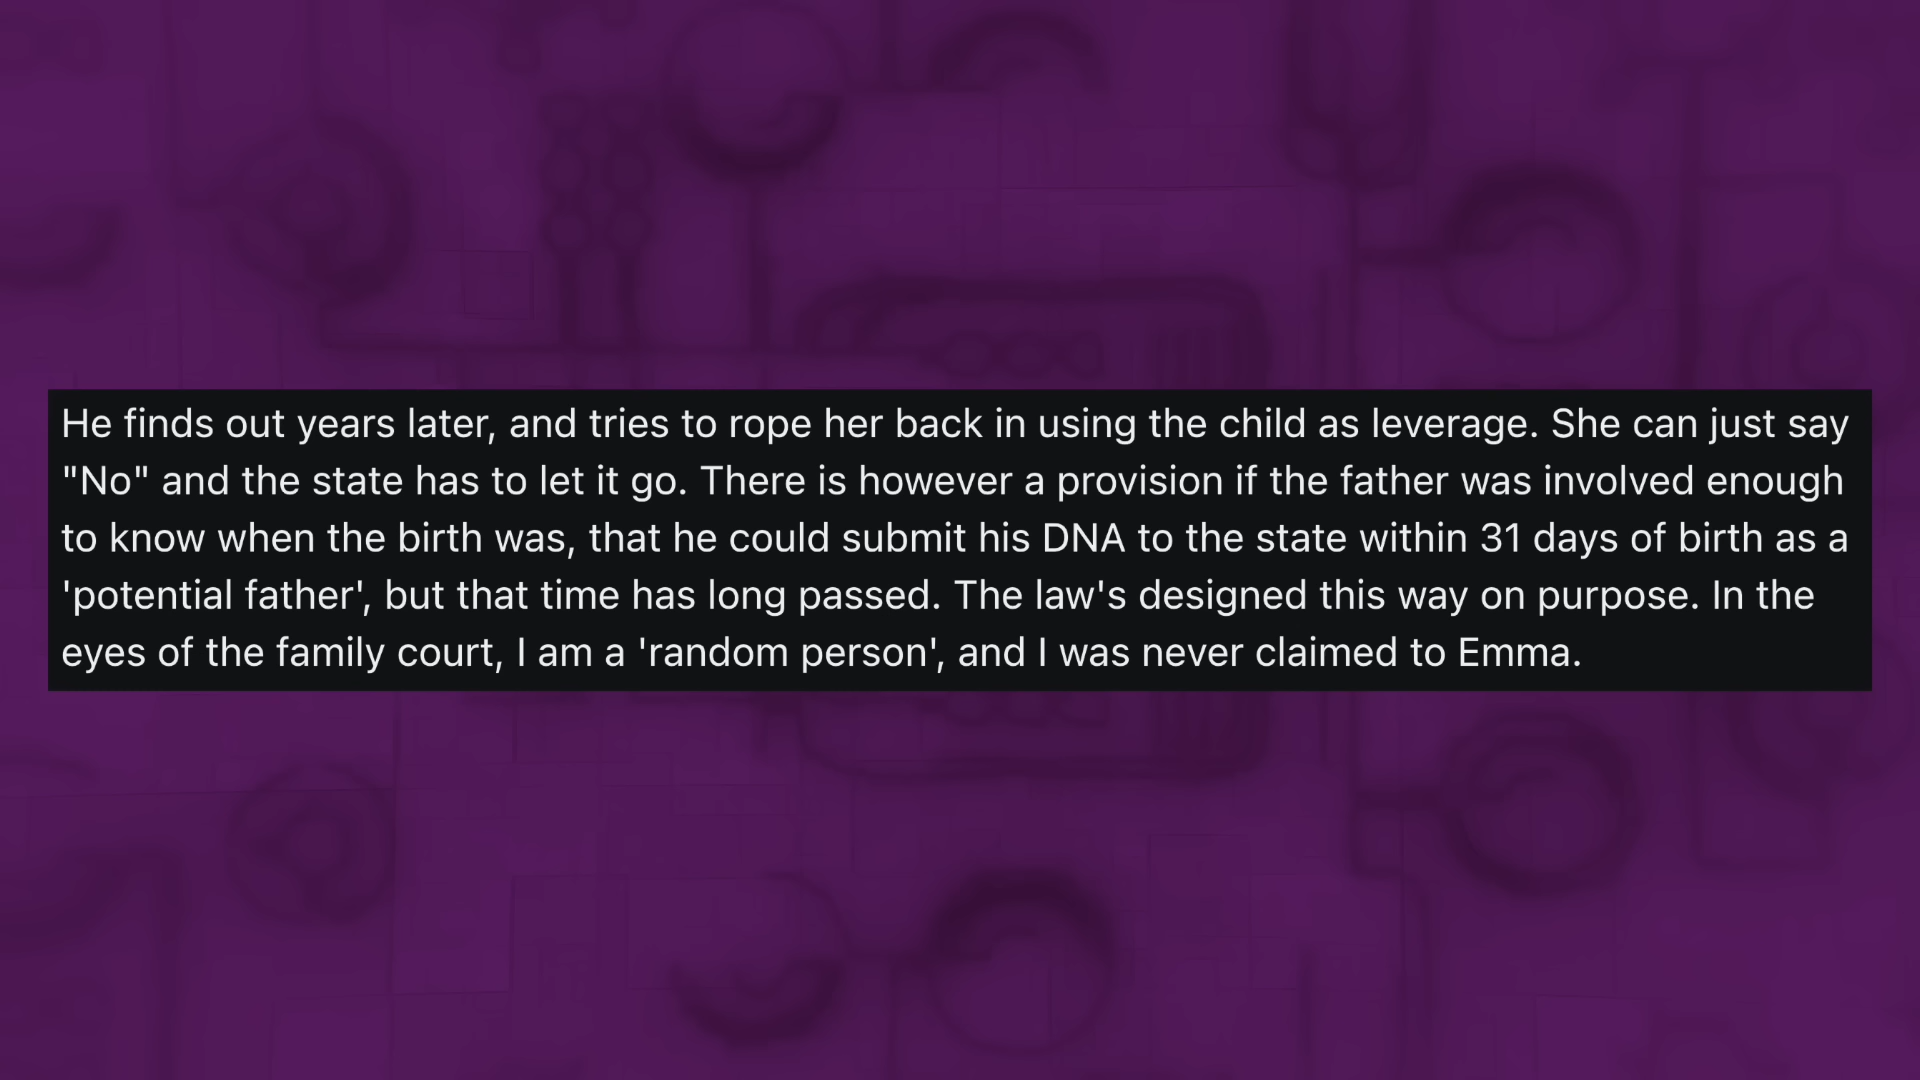 He finds out years later, and tries to rope her back in using the child as leverage. She can just say
"No" and the state has to let it go. There is however a provision if the father was involved enough
to know when the birth was, that he could submit his DNA to the state within 31 days of birth as a
'potential father', but that time has long passed. The law's designed this way on purpose. In the
eyes of the family court, I am a 'random person', and I was never claimed to Emma.